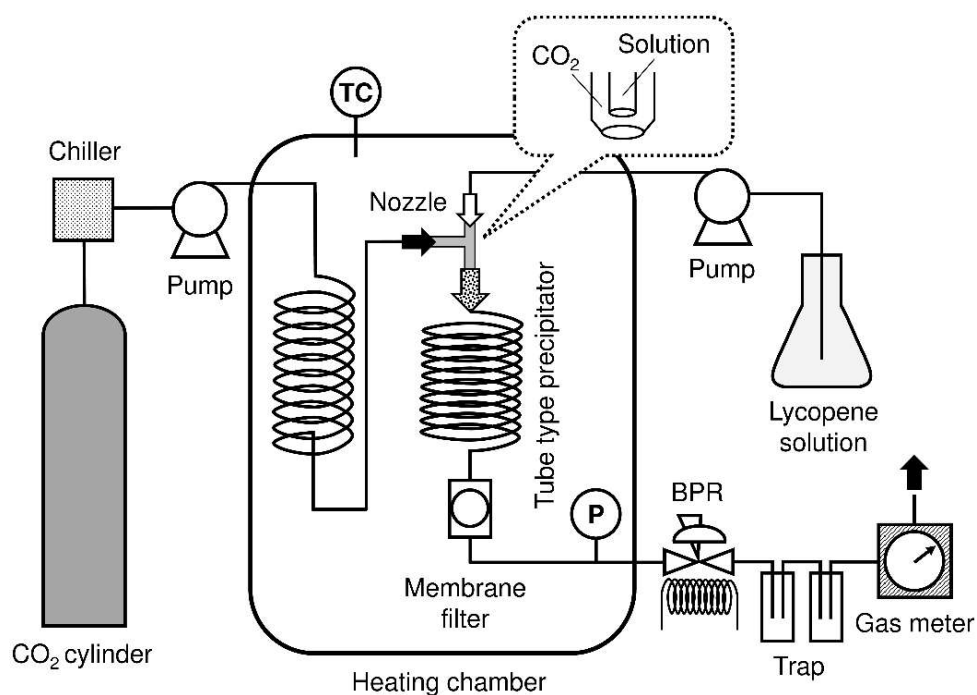 Solution
CO₂
TC
Chiller
Nozzle
Pump
Pump
Tube type precipitator
Lycopene
solution
BPR
P
Membrane
filter
CO₂ cylinder
Trap
Gas meter
Heating chamber